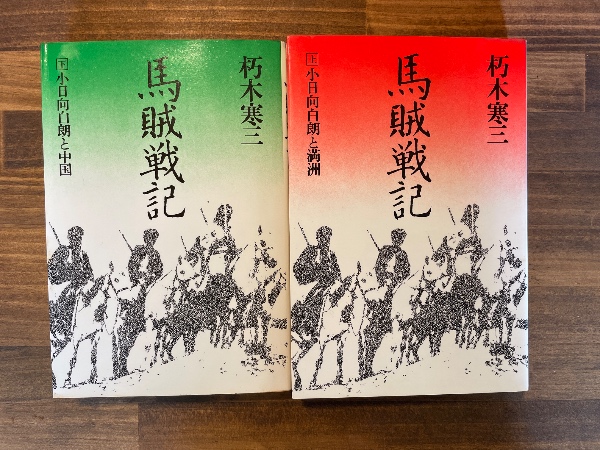 朽木寒三
馬賊戦記
上小日向白朗と満洲
朽木寒三
馬賊戦記
下小日向白朗と中国